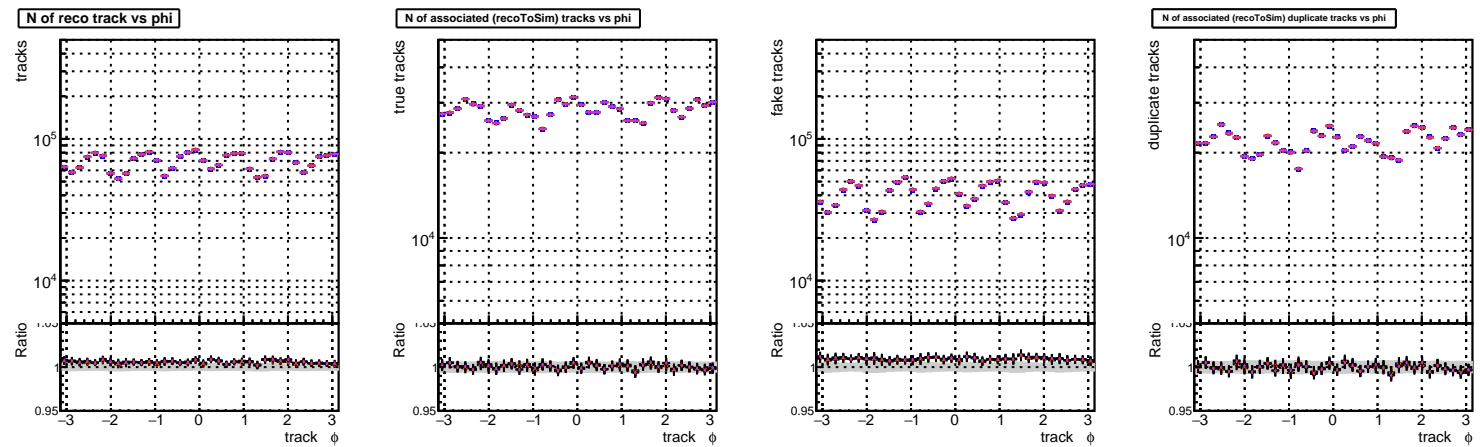 N of reco track vs phi
tracks
10^5
10^4
Ratio
1
0.95
−3 −2 −1 0 1 2 3
track ϕ
N of associated (recoToSim) tracks vs phi
true tracks
10^4
Ratio
1
0.95
−3 −2 −1 0 1 2 3
track ϕ
fake tracks
10^5
10^4
Ratio
1
0.95
−3 −2 −1 0 1 2 3
track ϕ
N of associated (recoToSim) duplicate tracks vs phi
duplicate tracks
Ratio
1
0.95
−3 −2 −1 0 1 2 3
track ϕ